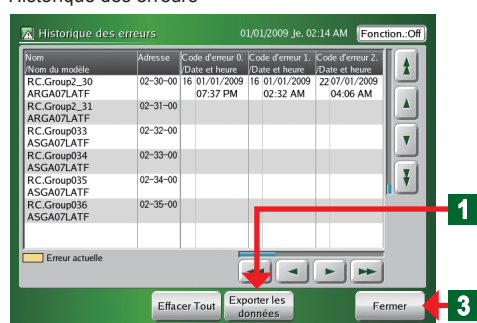 Historique des erreurs
Historique des erreurs 01/01/2009 Je. 02:14 AM Fonction.:Off
Nom Adresse Code d'erreur 0. Code d'erreur 1. Code d'erreur 2.
/Nom du modèle /Date et heure /Date et heure /Date et heure
RC.Group2_30 02-30-00 16 01/01/2009 16 01/01/2009 22 07/01/2009
ARGA07LATF 07:37 PM 02:32 AM 04:06 AM
RC.Group2_31 02-31-00
ARGA07LATF
RC.Group033 02-32-00
ASGA07LATF
RC.Group034 02-33-00
ASGA07LATF
RC.Group035 02-34-00
ASGA07LATF
RC.Group036 02-35-00
ASGA07LATF
1
Erreur actuelle
Effacer Tout Exporter les Fermer 3
données